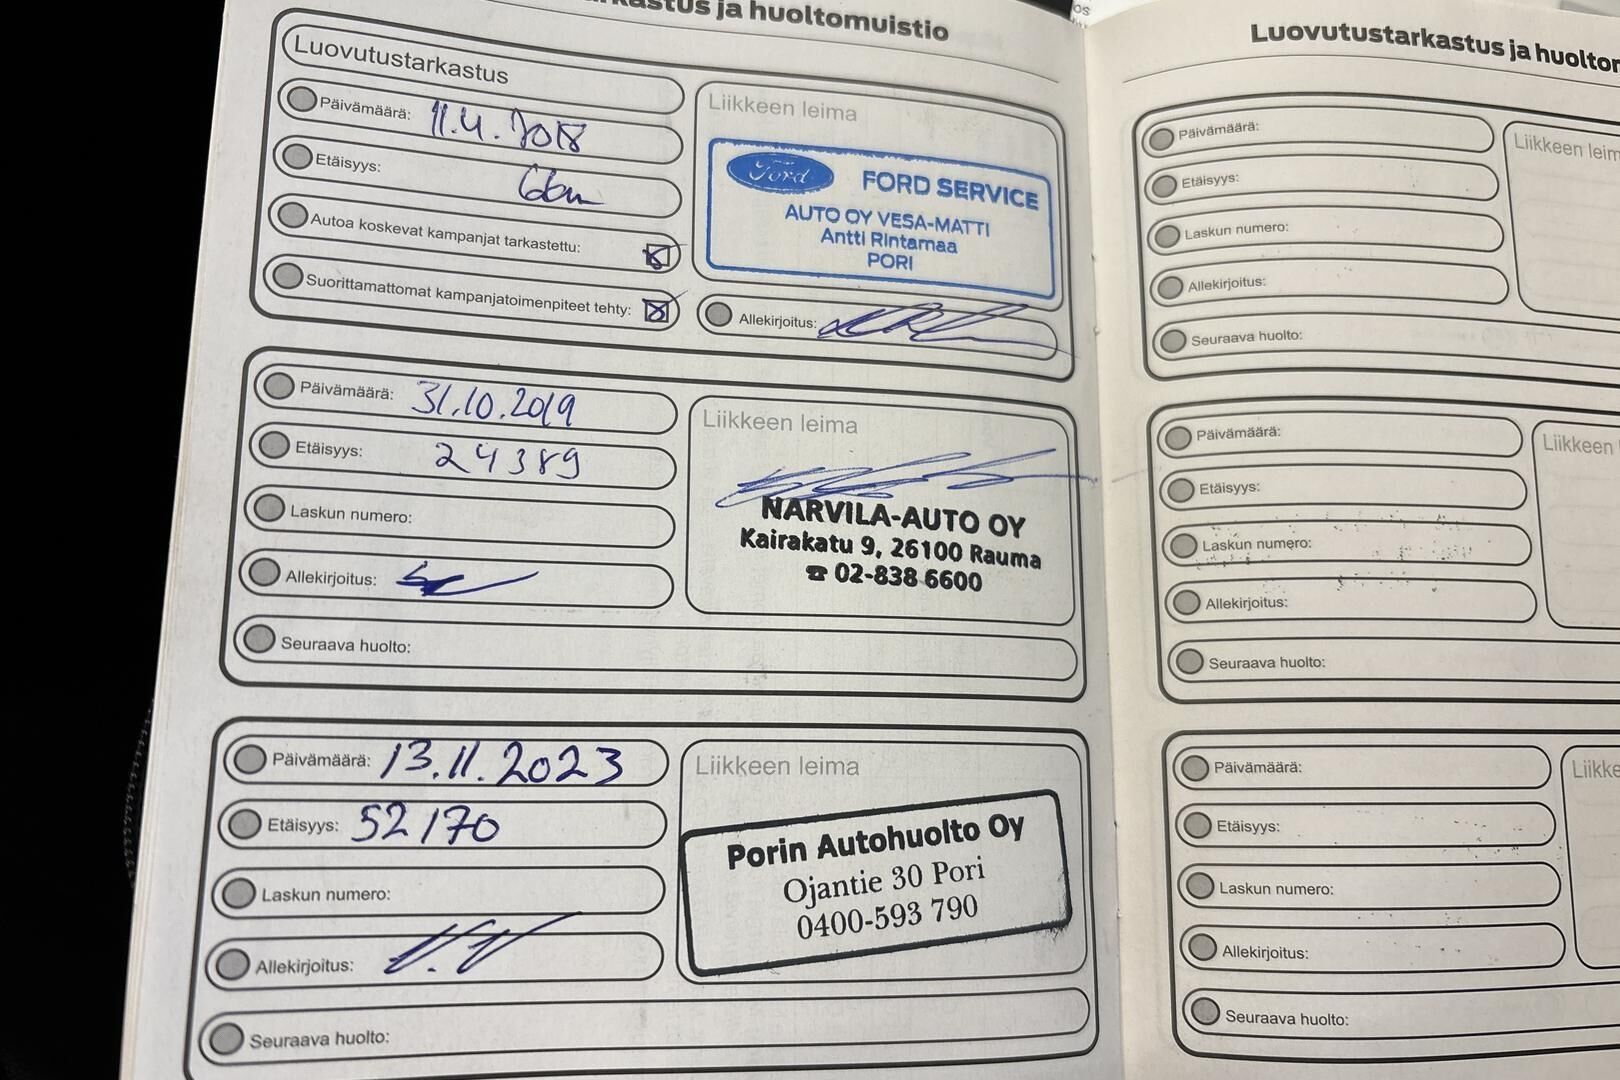 ja huoltomuistio
Luovutustarkastus
Päivämäärä: 11.4.2018
Etäisyys:
Autoa koskevat kampanjat tarkastettu:
Suorittamattomat kampanjatoimenpiteet tehty:
Liikkeen leima
Ford
FORD SERVICE
AUTO OY VESA-MATTI
Antti Rintamaa
PORI
Allekirjoitus:
Päivämäärä: 31.10.2019
Etäisyys: 24389
Laskun numero:
Allekirjoitus:
Seuraava huolto:
Liikkeen leima
NARVILA-AUTO OY
Kairakatu 9, 26100 Rauma
☎ 02-838 6600
Päivämäärä: 13.11.2023
Etäisyys: 52170
Laskun numero:
Allekirjoitus:
Seuraava huolto:
Liikkeen leima
Porin Autohuolto Oy
Ojantie 30 Pori
0400-593 790
Luovutustarkastus ja
Päivämäärä:
Etäisyys:
Laskun numero:
Allekirjoitus:
Seuraava huolto:
Liikkeen
Päivämäärä:
Etäisyys:
Laskun numero:
Allekirjoitus:
Seuraava huolto:
Liikkeen
Päivämäärä:
Etäisyys:
Laskun numero:
Allekirjoitus:
Seuraava huolto: